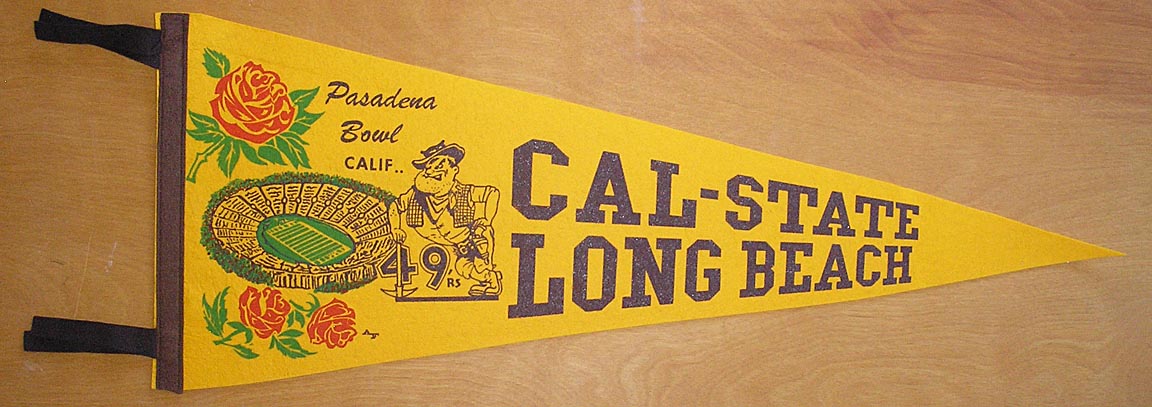 Pasadena
Bowl
CALIF..
49RS
CAL-STATE
LONG BEACH